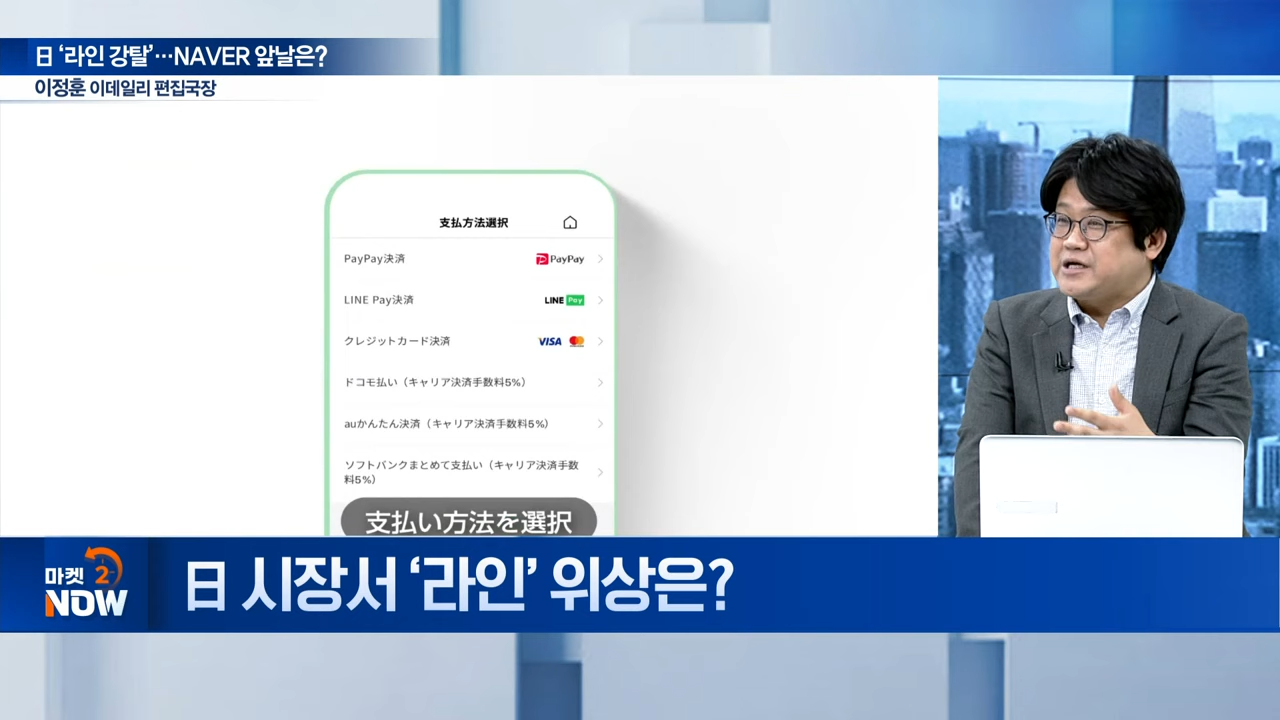 日 ‘라인 강탈’…NAVER 앞날은?
이정훈 이데일리 편집국장
支払方法選択
PayPay決済 PayPay
LINE Pay決済 LINE Pay
クレジットカード決済 VISA
ドコモ払い（キャリア決済手数料5%）
auかんたん決済（キャリア決済手数料5%）
ソフトバンクまとめて支払い（キャリア決済手数
料5%）
支払い方法を選択
마켓 2
NOW
日 시장서 ‘라인’ 위상은?